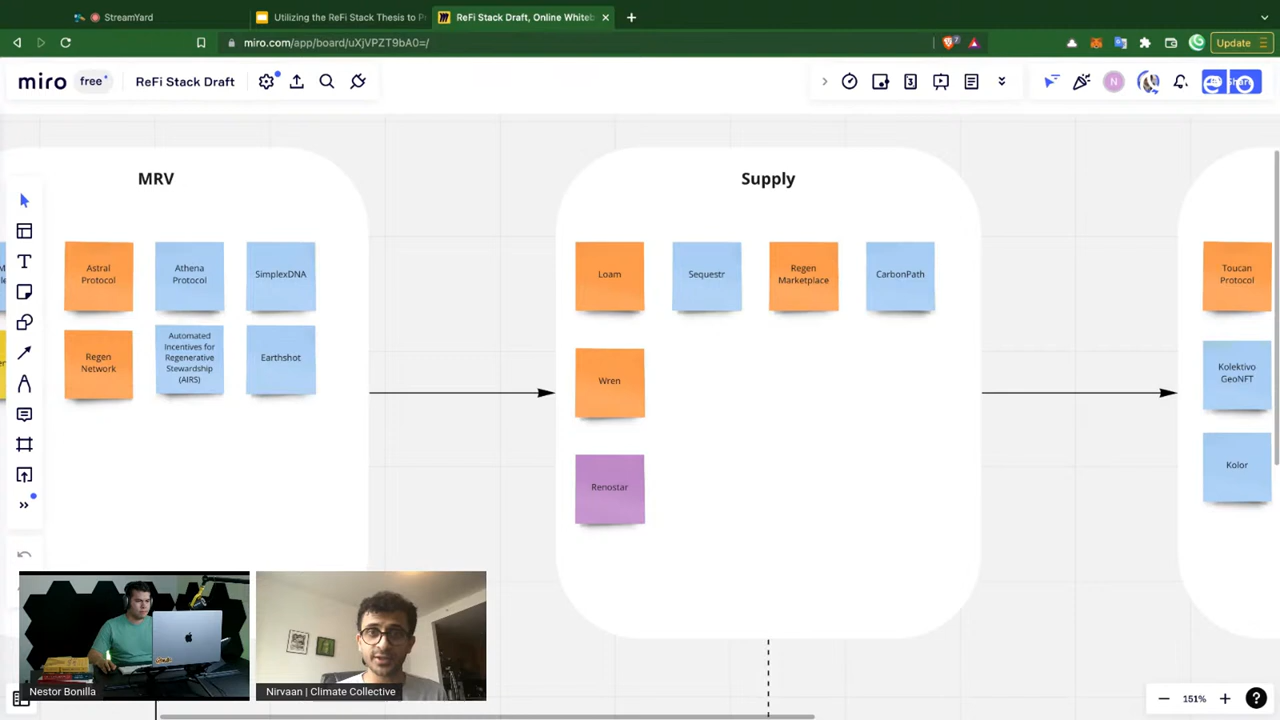 StreamYard
Utilizing the ReFi Stack Thesis to P
ReFi Stack Draft, Online Whiteb
miro.com/app/board/uXjVPZT9bA0=/
7
Update
miro
free
ReFi Stack Draft
3
N
MRV
Supply
Astral
Protocol
Athena
Protocol
SimplexDNA
Loam
Sequestr
Regen
Marketplace
CarbonPath
Toucan
Protocol
Regen
Network
Automated
Incentives for
Regenerative
Stewardship
(AIRS)
Earthshot
Wren
Kolektivo
GeoNFT
Renostar
Kolor
Nestor Bonilla
Nirvaan | Climate Collective
151%